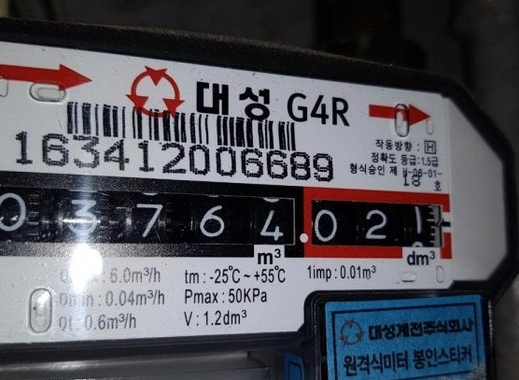 대성 G4R
163412006689
작동방향 : H
정확도 등급:1.5급
형식승인 제 H-06-01-
18 호
03764.021
m³ dm³
6.0m³/h tm : -25℃ ~ +55℃ 1imp : 0.01m³
: 0.04m³/h Pmax : 50KPa
Qt : 0.6m³/h V : 1.2dm³
대성계전주식회사
원격식미터 봉인스티커